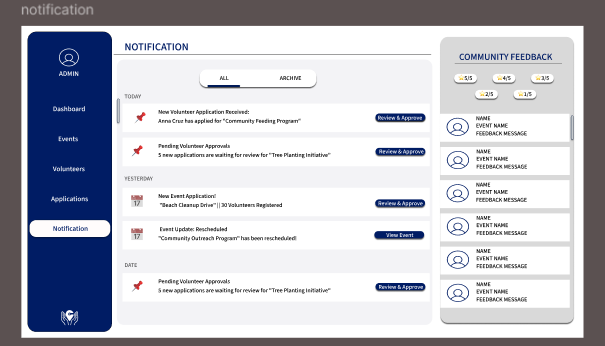 notification
ADMIN
Dashboard
Events
Volunteers
Applications
Notification
NOTIFICATION
ALL
ARCHIVE
TODAY
New Volunteer Application Received:
Anna Cruz has applied for "Community Feeding Program"
Review & Approve
Pending Volunteer Approvals
5 new applications are waiting for review for "Tree Planting Initiative"
Review & Approve
YESTERDAY
17
New Event Application!
"Beach Cleanup Drive" || 30 Volunteers Registered
Review & Approve
17
Event Update: Rescheduled
"Community Outreach Program" has been rescheduled!
View Event
DATE
Pending Volunteer Approvals
5 new applications are waiting for review for "Tree Planting Initiative"
Review & Approve
COMMUNITY FEEDBACK
5/5
4/5
3/5
2/5
1/5
NAME
EVENT NAME
FEEDBACK MESSAGE
NAME
EVENT NAME
FEEDBACK MESSAGE
NAME
EVENT NAME
FEEDBACK MESSAGE
NAME
EVENT NAME
FEEDBACK MESSAGE
NAME
EVENT NAME
FEEDBACK MESSAGE
NAME
EVENT NAME
FEEDBACK MESSAGE